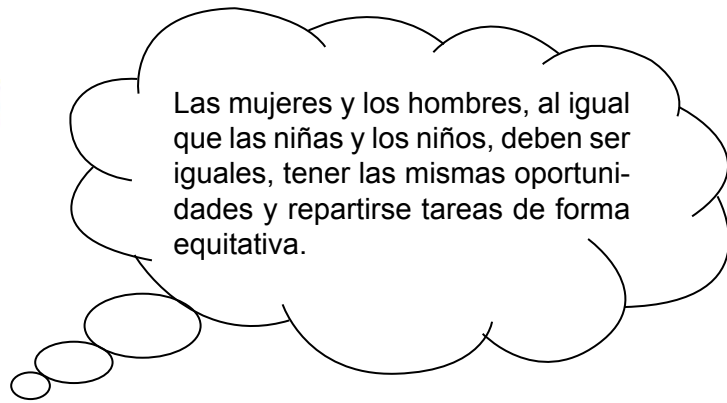 Las mujeres y los hombres, al igual
que las niñas y los niños, deben ser
iguales, tener las mismas oportuni-
dades y repartirse tareas de forma
equitativa.